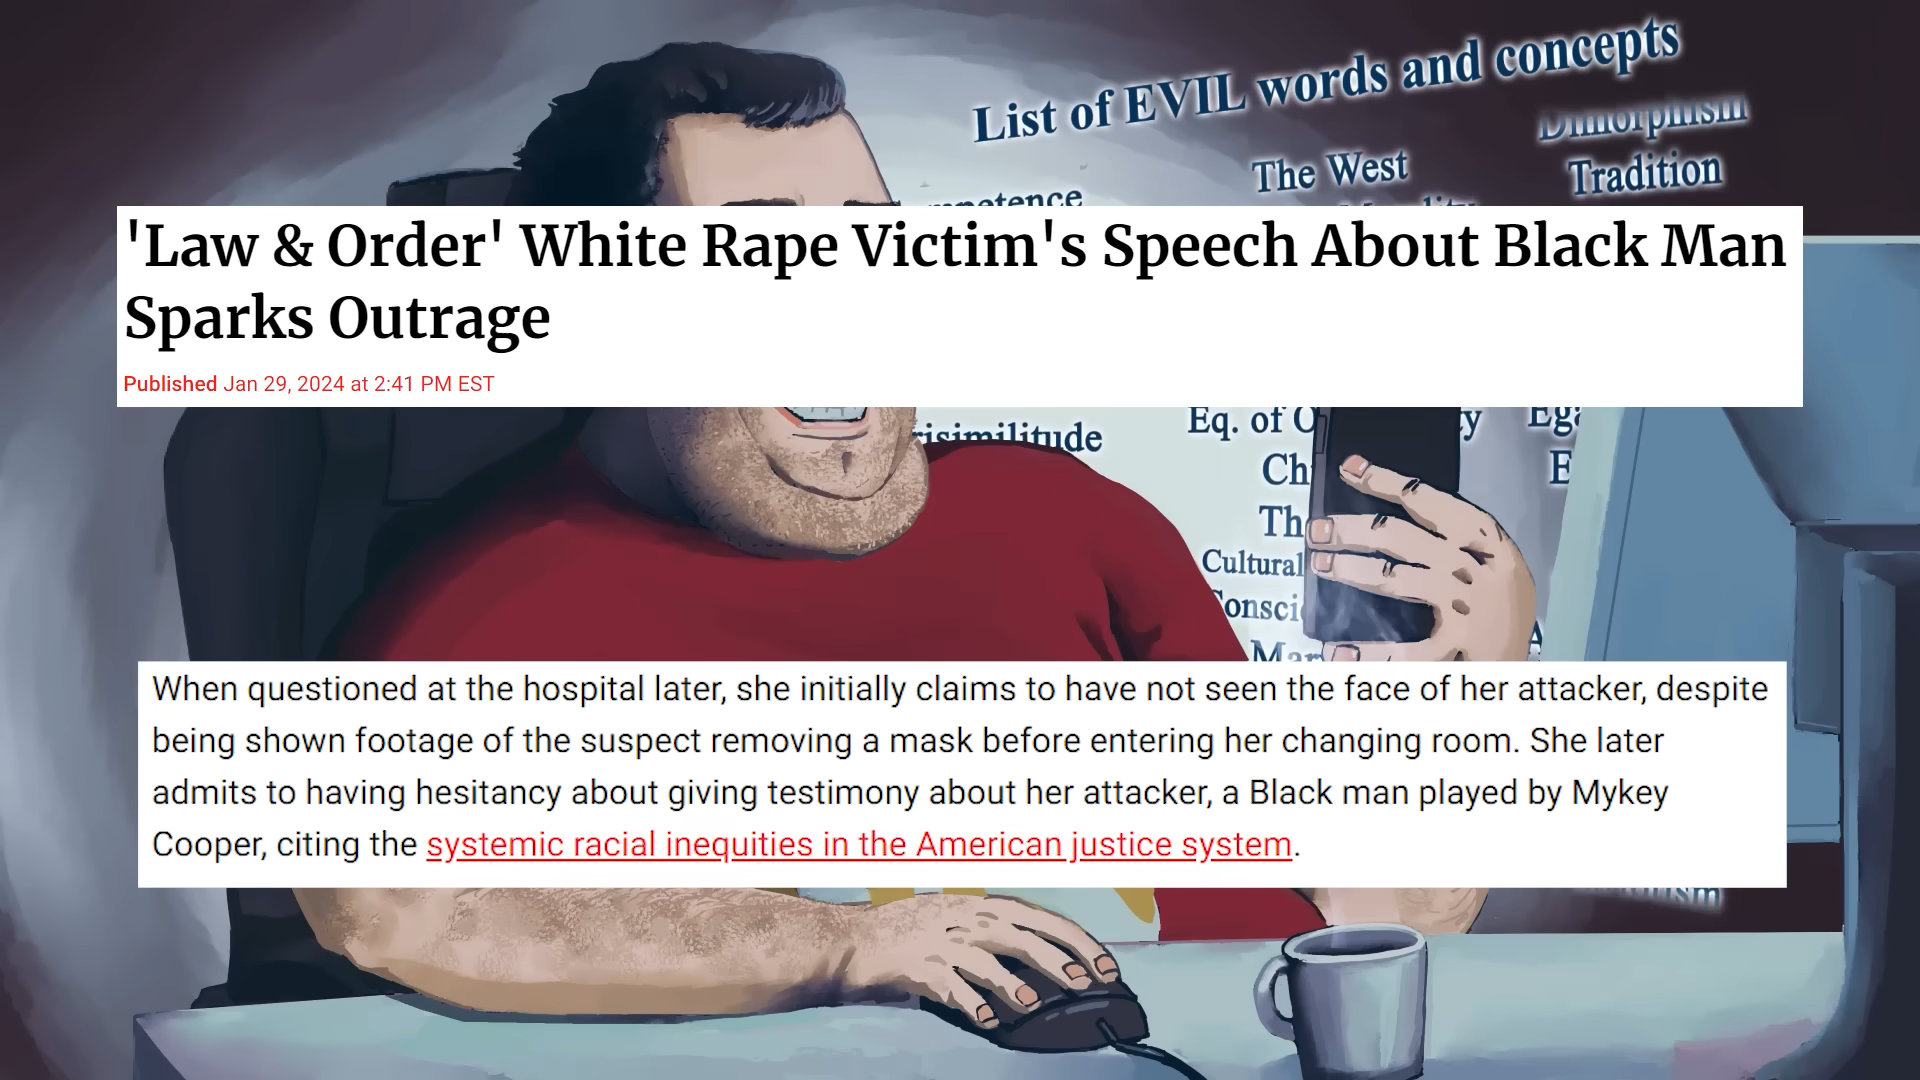 List of EVIL words and concepts
Dimorphism
The West
Tradition
'Law & Order' White Rape Victim's Speech About Black Man
Sparks Outrage
Published Jan 29, 2024 at 2:41 PM EST
Eq. of
Cultural
When questioned at the hospital later, she initially claims to have not seen the face of her attacker, despite
being shown footage of the suspect removing a mask before entering her changing room. She later
admits to having hesitancy about giving testimony about her attacker, a Black man played by Mykey
Cooper, citing the systemic racial inequities in the American justice system.